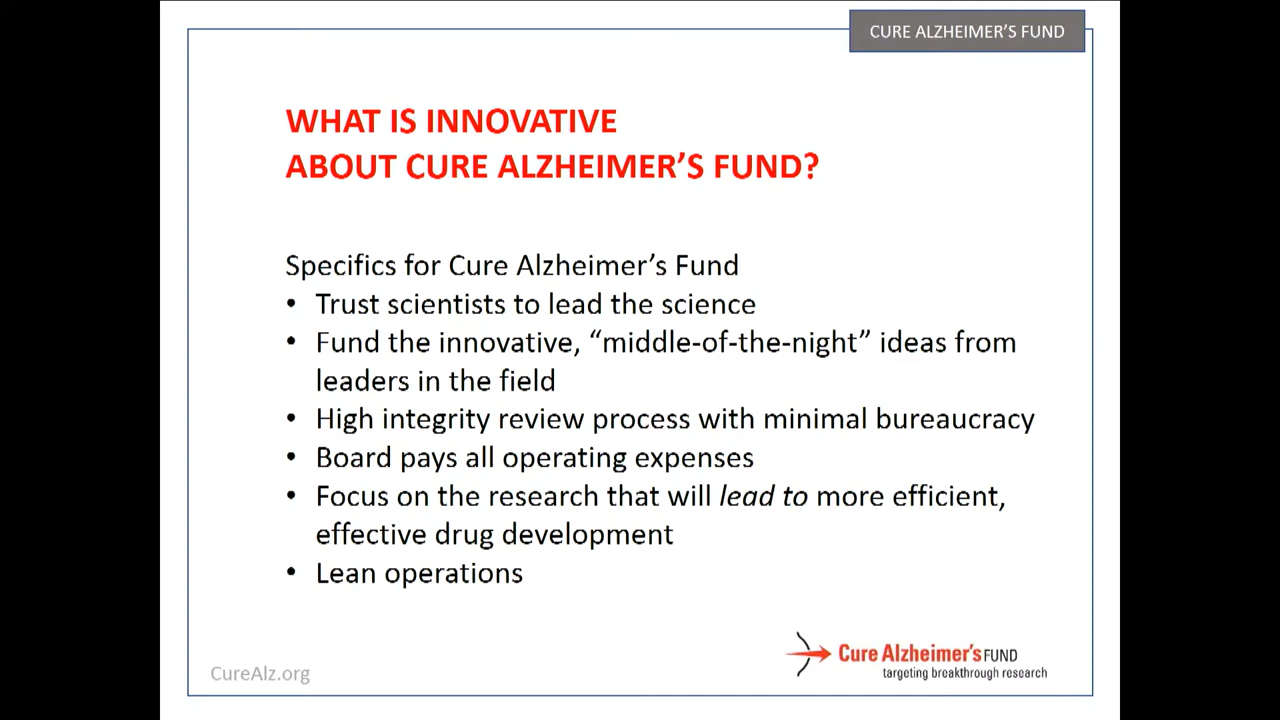 CURE ALZHEIMER’S FUND
WHAT IS INNOVATIVE
ABOUT CURE ALZHEIMER’S FUND?
Specifics for Cure Alzheimer’s Fund
• Trust scientists to lead the science
• Fund the innovative, “middle-of-the-night” ideas from
leaders in the field
• High integrity review process with minimal bureaucracy
• Board pays all operating expenses
• Focus on the research that will lead to more efficient,
effective drug development
• Lean operations
Cure Alzheimer’s FUND
targeting breakthrough research
CureAlz.org